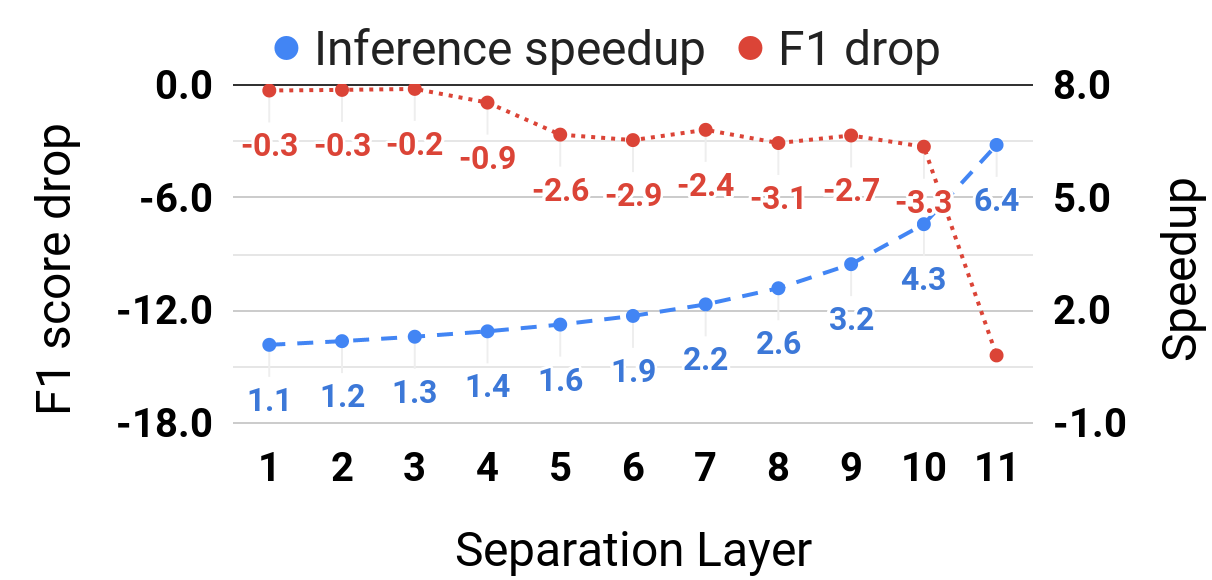 Inference speedup F1 drop
0.0 8.0
-0.3 -0.3 -0.2 -0.9
-2.6 -2.9 -2.4 -3.1 -2.7 -3.3 6.4
-6.0 5.0
4.3
-12.0 2.0
3.2
2.6
2.2
1.9
1.6
1.4
1.3
1.2
1.1
-18.0 -1.0
F1 score drop
Speedup
1 2 3 4 5 6 7 8 9 10 11
Separation Layer